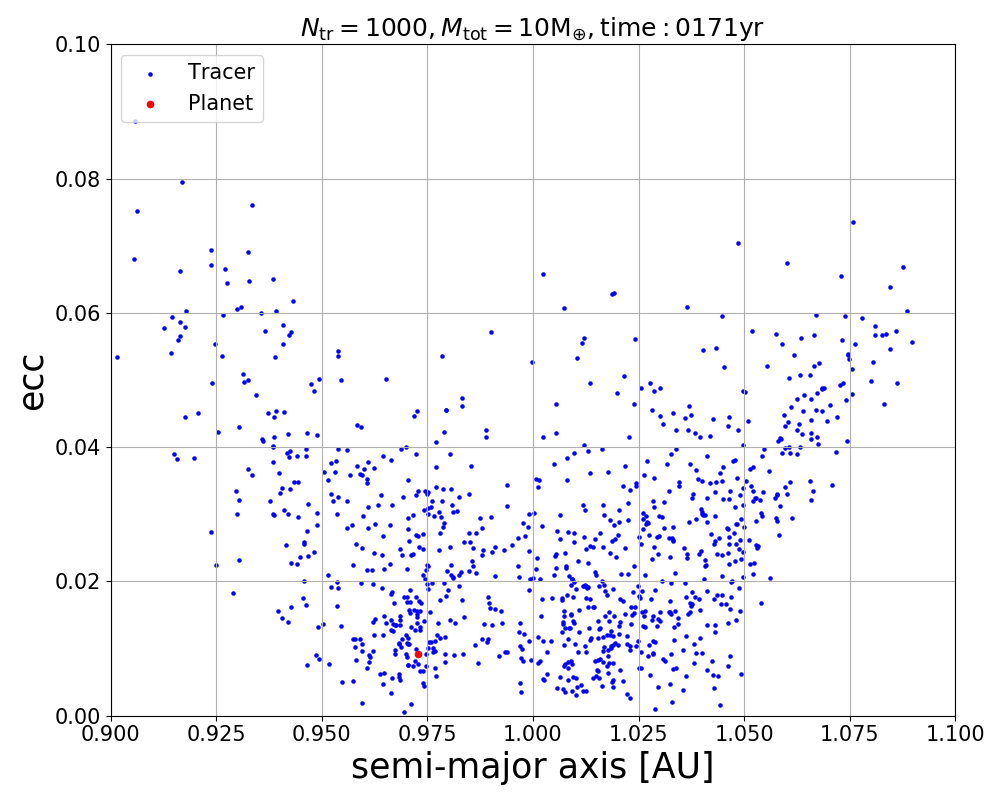 N_tr = 1000, M_tot = 10M_⊕, time : 0171yr
Tracer
Planet
0.10
0.08
0.06
0.04
0.02
0.00
ecc
0.900 0.925 0.950 0.975 1.000 1.025 1.050 1.075 1.100
semi-major axis [AU]